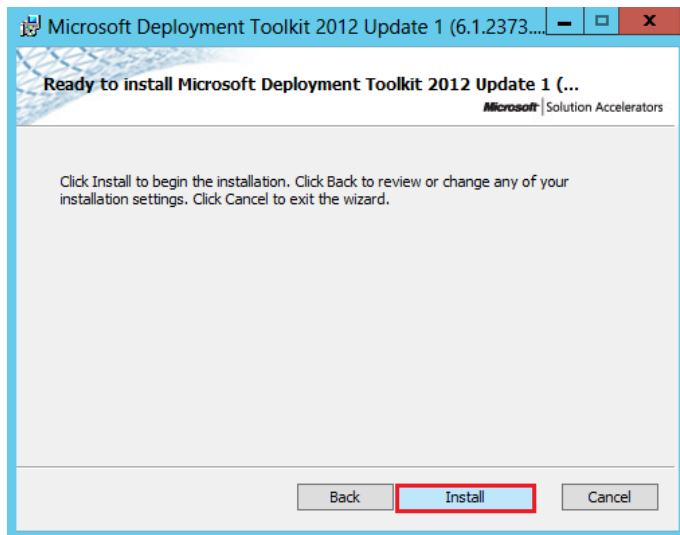 Microsoft Deployment Toolkit 2012 Update 1 (6.1.2373....
Ready to install Microsoft Deployment Toolkit 2012 Update 1 (...
Microsoft | Solution Accelerators
Click Install to begin the installation. Click Back to review or change any of your
installation settings. Click Cancel to exit the wizard.
Back Install Cancel